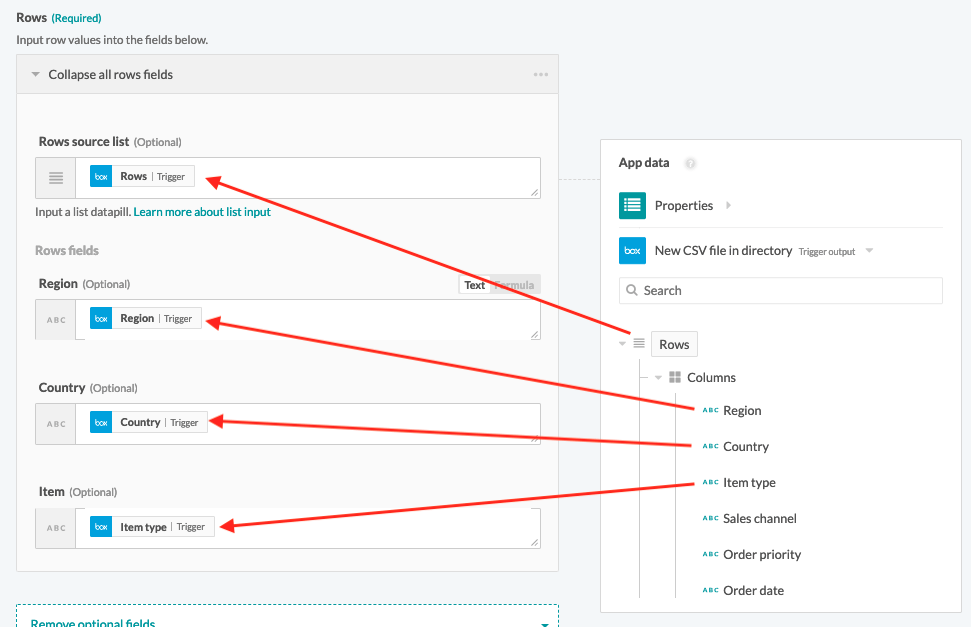 Rows (Required)
Input row values into the fields below.
Collapse all rows fields
Rows source list (Optional)
box Rows | Trigger
Input a list datapill. Learn more about list input
Rows fields
Region (Optional)
Text Formula
ABC box Region | Trigger
Country (Optional)
ABC box Country | Trigger
Item (Optional)
ABC box Item type | Trigger
Remove optional fields
App data ?
Properties
box New CSV file in directory Trigger output
Search
Rows
Columns
ABC Region
ABC Country
ABC Item type
ABC Sales channel
ABC Order priority
ABC Order date